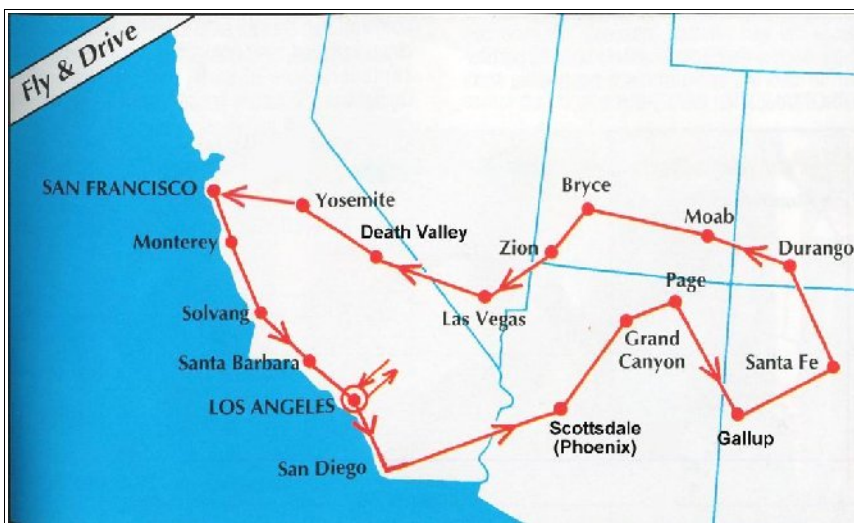 Fly & Drive
SAN FRANCISCO
Yosemite
Bryce
Moab
Monterey
Death Valley
Zion
Durango
Page
Solvang
Las Vegas
Grand
Canyon
Santa Barbara
Santa Fe
LOS ANGELES
Scottsdale
(Phoenix)
Gallup
San Diego